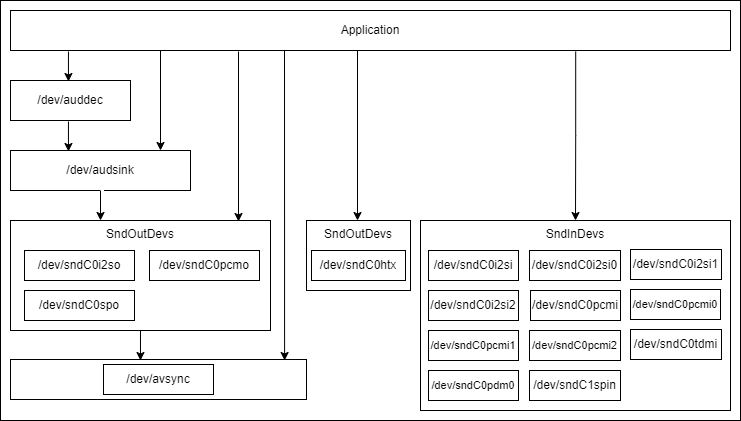 Application
/dev/auddec
/dev/audsink
SndOutDevs
/dev/sndC0i2so
/dev/sndC0pcmo
/dev/sndC0spo
/dev/avsync
SndOutDevs
/dev/sndC0htx
SndInDevs
/dev/sndC0i2si
/dev/sndC0i2si0
/dev/sndC0i2si1
/dev/sndC0i2si2
/dev/sndC0pcmi
/dev/sndC0pcmi0
/dev/sndC0pcmi1
/dev/sndC0pcmi2
/dev/sndC0tdmi
/dev/sndC0pdm0
/dev/sndC1spin